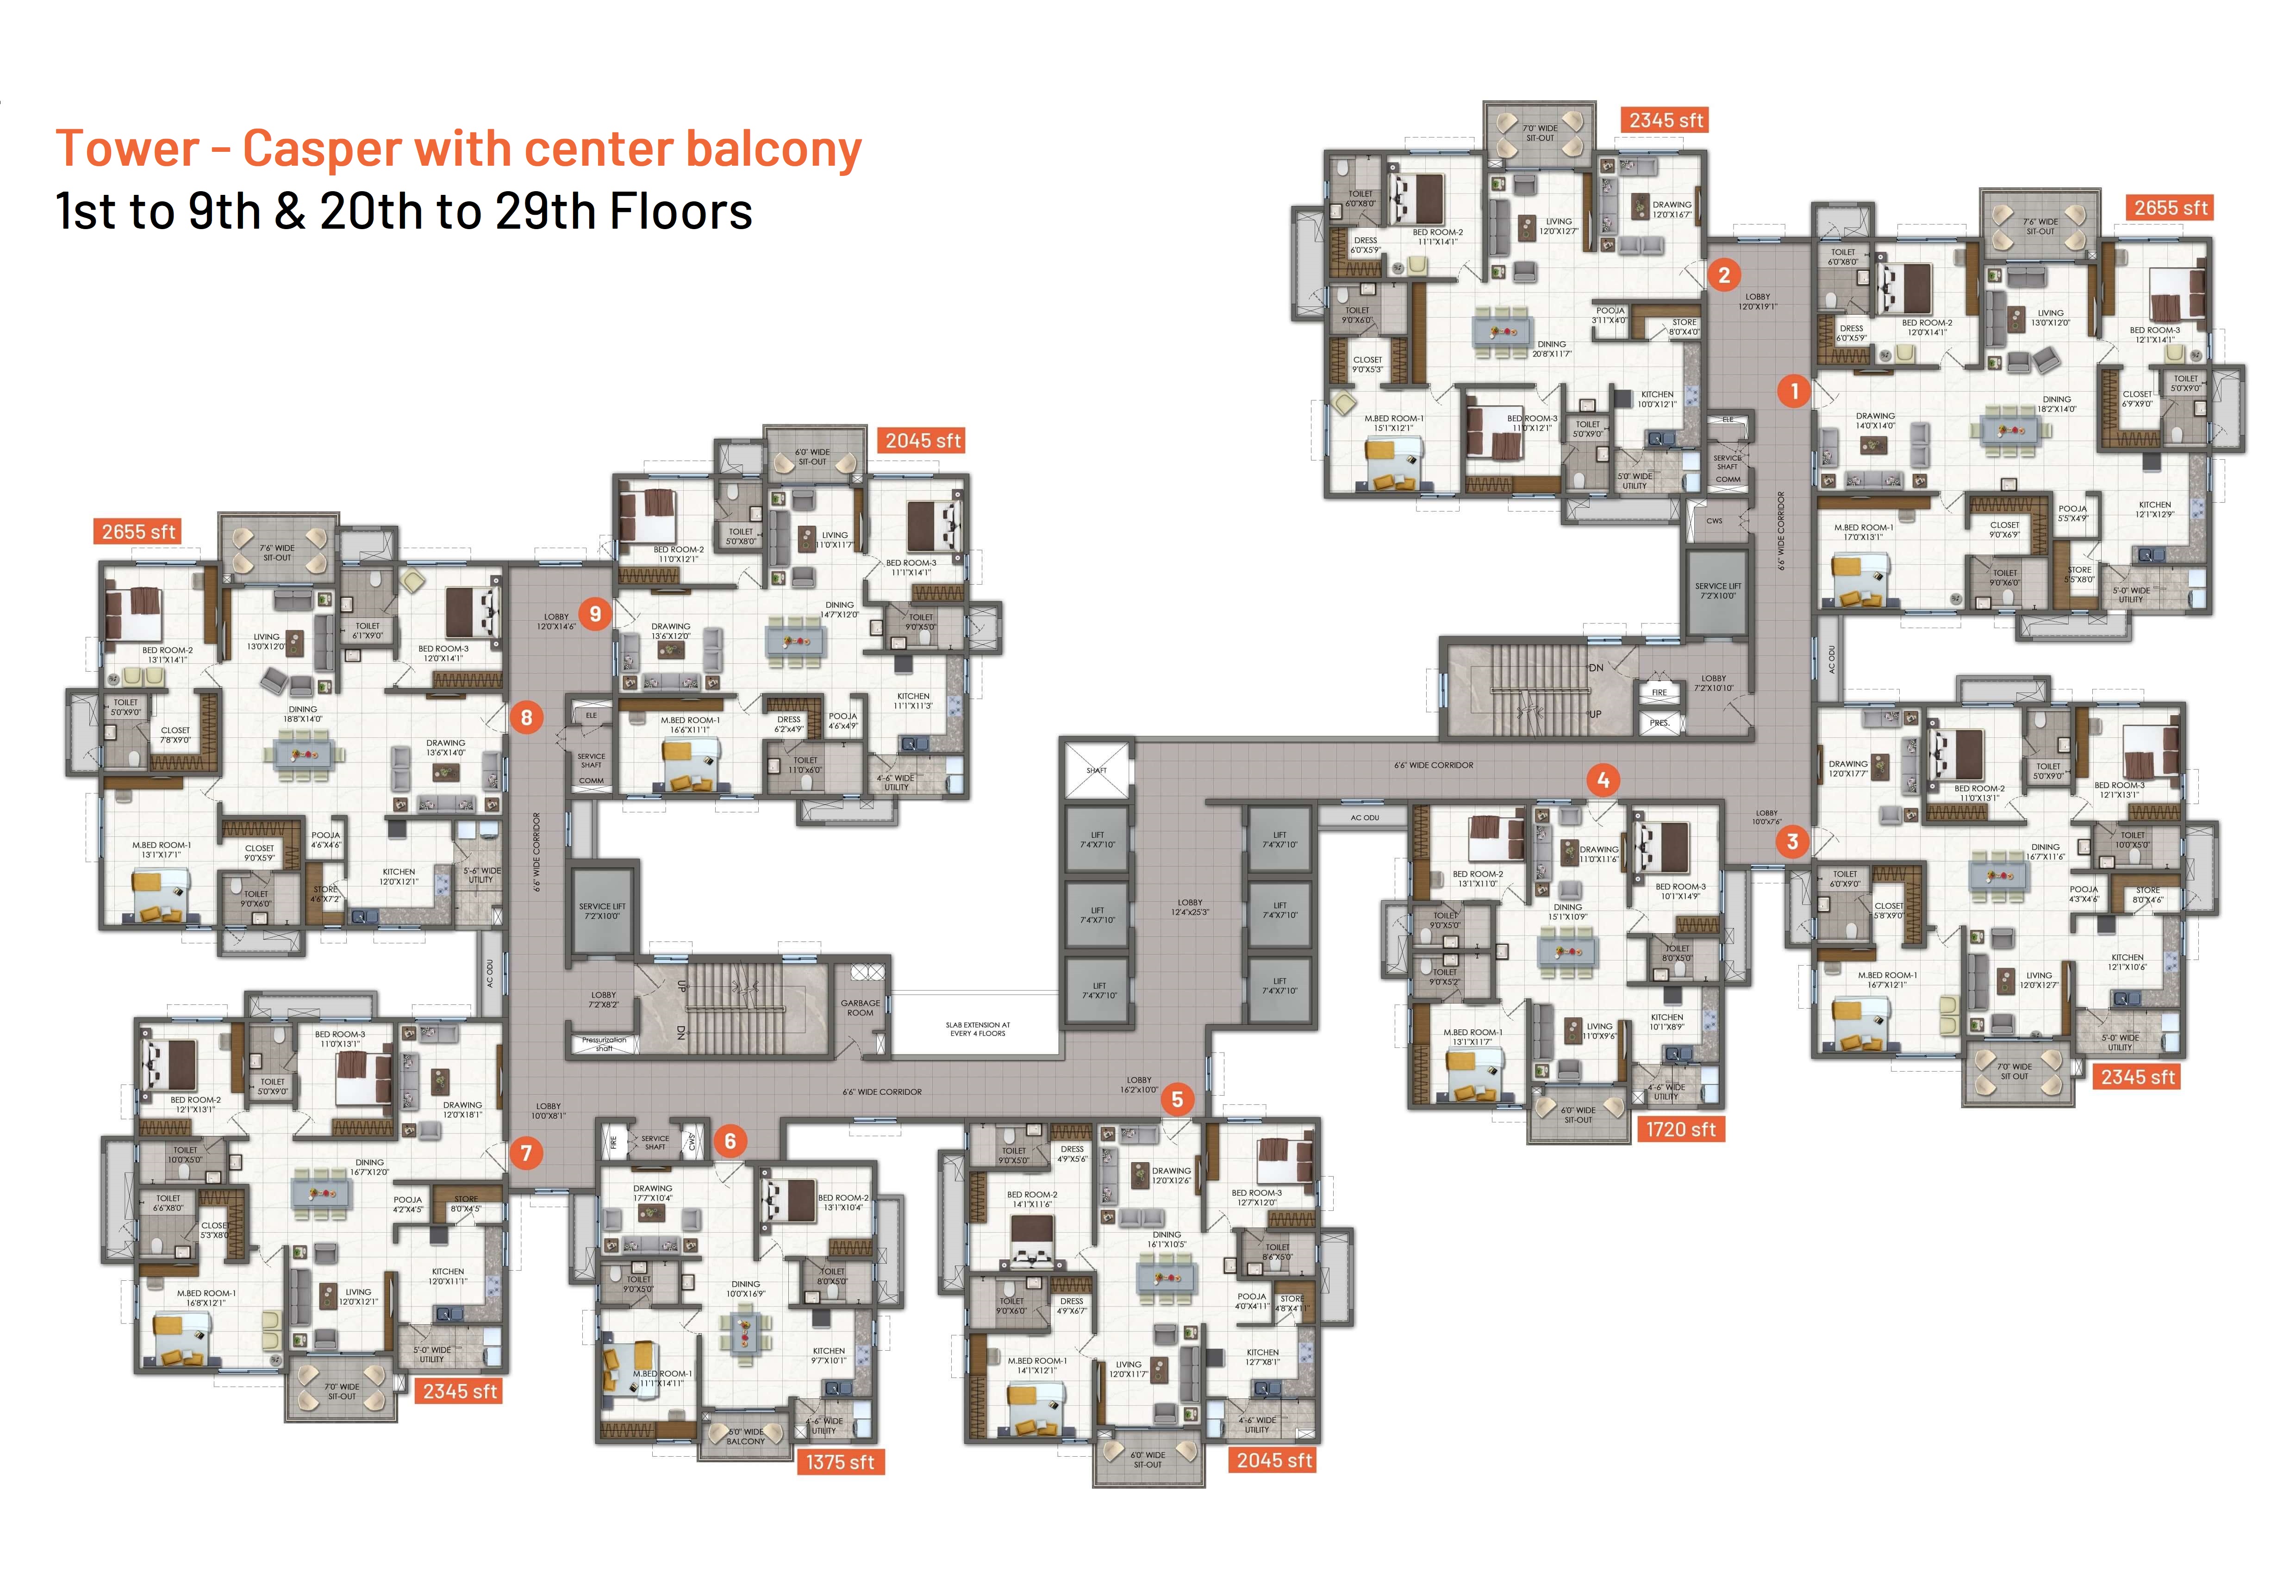 Tower - Casper with center balcony
1st to 9th & 20th to 29th Floors
2345 sft
7'0" WIDE
SIT-OUT
TOILET
6'0"X8'0"
BED ROOM-2
11'1"X14'1"
DRESS
6'0"X5'9"
LIVING
12'0"X12'7"
DRAWING
12'0"X16'7"
TOILET
9'0"X6'0"
CLOSET
9'0"X5'3"
POOJA
3'11"X4'0"
STORE
8'0"X4'0"
DINING
20'8"X11'7"
M.BED ROOM-1
15'1"X12'1"
BED ROOM-3
11'0"X12'1"
TOILET
5'0"X9'0"
KITCHEN
10'0"X12'1"
5'0" WIDE
UTILITY
2
LOBBY
12'0"X19'1"
2655 sft
7'6" WIDE
SIT-OUT
TOILET
6'0"X8'0"
DRESS
6'0"X5'9"
BED ROOM-2
12'0"X14'1"
LIVING
13'0"X12'0"
BED ROOM-3
12'1"X14'1"
1
DRAWING
14'0"X14'0"
DINING
18'2"X14'0"
CLOSET
6'9"X9'0"
TOILET
5'0"X9'0"
M.BED ROOM-1
17'0"X13'1"
CLOSET
9'0"X6'9"
POOJA
5'5"X4'9"
KITCHEN
12'1"X12'9"
TOILET
9'0"X6'0"
STORE
5'5"X8'0"
5'-0" WIDE
UTILITY
ELE
SERVICE
SHAFT
COMM
CWS
6'6" WIDE CORRIDOR
SERVICE LIFT
7'2"X10'0"
DN
UP
FIRE
PRES.
LOBBY
7'2"X10'10"
AC ODU
2045 sft
6'0" WIDE
SIT-OUT
BED ROOM-2
11'0"X12'1"
TOILET
5'0"X8'0"
LIVING
11'0"X11'7"
BED ROOM-3
11'1"X14'1"
9
DRAWING
13'6"X12'0"
DINING
14'7"X12'0"
TOILET
9'0"X5'0"
M.BED ROOM-1
16'6"X11'1"
DRESS
6'2"X4'9"
POOJA
4'6"X4'9"
KITCHEN
11'1"X11'3"
TOILET
11'0"X6'0"
4'-6" WIDE
UTILITY
2655 sft
7'6" WIDE
SIT-OUT
BED ROOM-2
13'1"X14'1"
LIVING
13'0"X12'0"
TOILET
6'1"X9'0"
BED ROOM-3
12'0"X14'1"
LOBBY
12'0"X14'6"
8
TOILET
5'0"X9'0"
CLOSET
7'8"X9'0"
DINING
18'8"X14'0"
DRAWING
13'6"X14'0"
M.BED ROOM-1
13'1"X17'1"
CLOSET
9'0"X5'9"
POOJA
4'6"X4'6"
TOILET
9'0"X6'0"
STORE
4'6"X7'2"
KITCHEN
12'0"X12'1"
5'-6" WIDE
UTILITY
ELE
SERVICE
SHAFT
COMM
6'6" WIDE CORRIDOR
SERVICE LIFT
7'2"X10'0"
AC ODU
LOBBY
7'2"X8'2"
UP
DN
Pressurization
shaft
GARBAGE
ROOM
SLAB EXTENSION AT
EVERY 4 FLOORS
SHAFT
6'6" WIDE CORRIDOR
LIFT
7'4"X7'10"
LIFT
7'4"X7'10"
LIFT
7'4"X7'10"
LOBBY
12'4"x25'3"
LIFT
7'4"X7'10"
LIFT
7'4"X7'10"
LIFT
7'4"X7'10"
AC ODU
4
BED ROOM-2
13'1"X11'0"
DRAWING
11'0"X11'6"
BED ROOM-3
10'1"X14'9"
TOILET
9'0"X5'0"
DINING
15'1"X10'9"
TOILET
8'0"X5'0"
TOILET
9'0"X5'2"
M.BED ROOM-1
13'1"X11'7"
LIVING
11'0"X9'6"
KITCHEN
10'1"X8'9"
4'-6" WIDE
UTILITY
6'0" WIDE
SIT-OUT
1720 sft
LOBBY
10'0"x7'6"
3
DRAWING
12'0"X17'7"
BED ROOM-2
11'0"X13'1"
TOILET
5'0"X9'0"
BED ROOM-3
12'1"X13'1"
DINING
16'7"X11'6"
TOILET
10'0"X5'0"
TOILET
6'0"X9'0"
CLOSET
5'8"X9'0"
POOJA
4'3"X4'6"
STORE
8'0"X4'6"
M.BED ROOM-1
16'7"X12'1"
LIVING
12'0"X12'7"
KITCHEN
12'1"X10'6"
5'-0" WIDE
UTILITY
7'0" WIDE
SIT OUT
2345 sft
BED ROOM-2
12'1"X13'1"
TOILET
5'0"X9'0"
BED ROOM-3
11'0"X13'1"
DRAWING
12'0"X18'1"
TOILET
10'0"X5'0"
DINING
16'7"X12'0"
TOILET
6'6"X8'0"
CLOSET
5'3"X8'0"
POOJA
4'2"X4'5"
STORE
8'0"X4'5"
M.BED ROOM-1
16'8"X12'1"
LIVING
12'0"X12'1"
KITCHEN
12'0"X11'1"
5'-0" WIDE
UTILITY
7'0" WIDE
SIT-OUT
2345 sft
7
LOBBY
10'0"X8'1"
6'6" WIDE CORRIDOR
FIRE
SERVICE
SHAFT
CWS
6
DRAWING
17'7"X10'4"
BED ROOM-2
13'1"X10'4"
TOILET
9'0"X5'0"
DINING
10'0"X16'9"
TOILET
8'0"X5'0"
M.BED ROOM-1
11'1"X14'11"
KITCHEN
9'7"X10'1"
4'-6" WIDE
UTILITY
6'0" WIDE
BALCONY
1375 sft
LOBBY
16'2"x10'0"
5
TOILET
9'0"X5'0"
DRESS
4'9"X5'6"
DRAWING
12'0"X12'6"
BED ROOM-2
14'1"X11'6"
BED ROOM-3
12'7"X12'0"
DINING
16'1"X10'5"
TOILET
8'6"X5'0"
TOILET
9'0"X6'0"
DRESS
4'9"X6'7"
POOJA
4'0"X4'11"
STORE
4'8"X4'11"
M.BED ROOM-1
14'1"X12'1"
LIVING
12'0"X11'7"
KITCHEN
12'7"X8'1"
4'-6" WIDE
UTILITY
6'0" WIDE
SIT-OUT
2045 sft